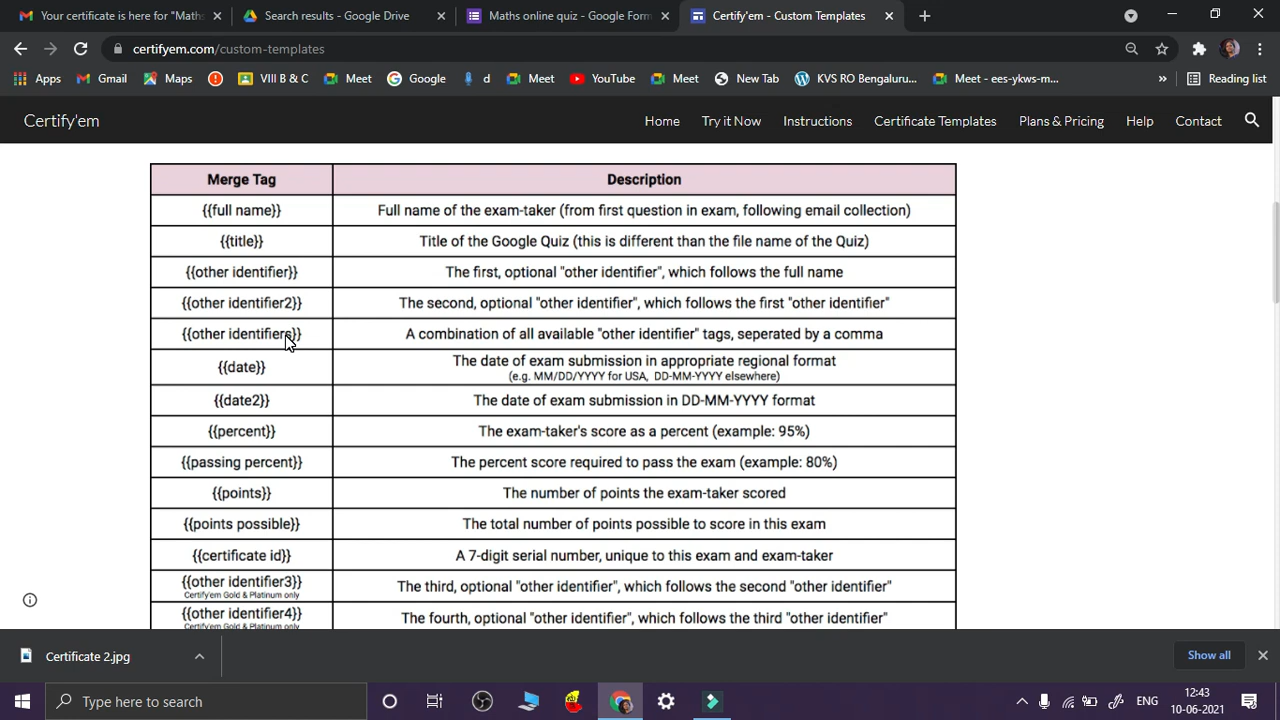 Your certificate is here for "Maths
Search results - Google Drive
Maths online quiz - Google Form
Certify'em - Custom Templates
certifyem.com/custom-templates
Apps
Gmail
Maps
VIII B & C
Meet
Google
d
Meet
YouTube
Meet
New Tab
KVS RO Bengaluru...
Meet - ees-ykws-m...
»
Reading list
Certify'em
Home
Try it Now
Instructions
Certificate Templates
Plans & Pricing
Help
Contact
Merge Tag
Description
{{full name}}
Full name of the exam-taker (from first question in exam, following email collection)
{{title}}
Title of the Google Quiz (this is different than the file name of the Quiz)
{{other identifier}}
The first, optional "other identifier", which follows the full name
{{other identifier2}}
The second, optional "other identifier", which follows the first "other identifier"
{{other identifiers}}
A combination of all available "other identifier" tags, seperated by a comma
{{date}}
The date of exam submission in appropriate regional format
(e.g. MM/DD/YYYY for USA, DD-MM-YYYY elsewhere)
{{date2}}
The date of exam submission in DD-MM-YYYY format
{{percent}}
The exam-taker's score as a percent (example: 95%)
{{passing percent}}
The percent score required to pass the exam (example: 80%)
{{points}}
The number of points the exam-taker scored
{{points possible}}
The total number of points possible to score in this exam
{{certificate id}}
A 7-digit serial number, unique to this exam and exam-taker
{{other identifier3}}
Certify'em Gold & Platinum only
The third, optional "other identifier", which follows the second "other identifier"
{{other identifier4}}
Certify'em Gold & Platinum only
The fourth, optional "other identifier", which follows the third "other identifier"
Certificate 2.jpg
Show all
Type here to search
ENG
12:43
10-06-2021